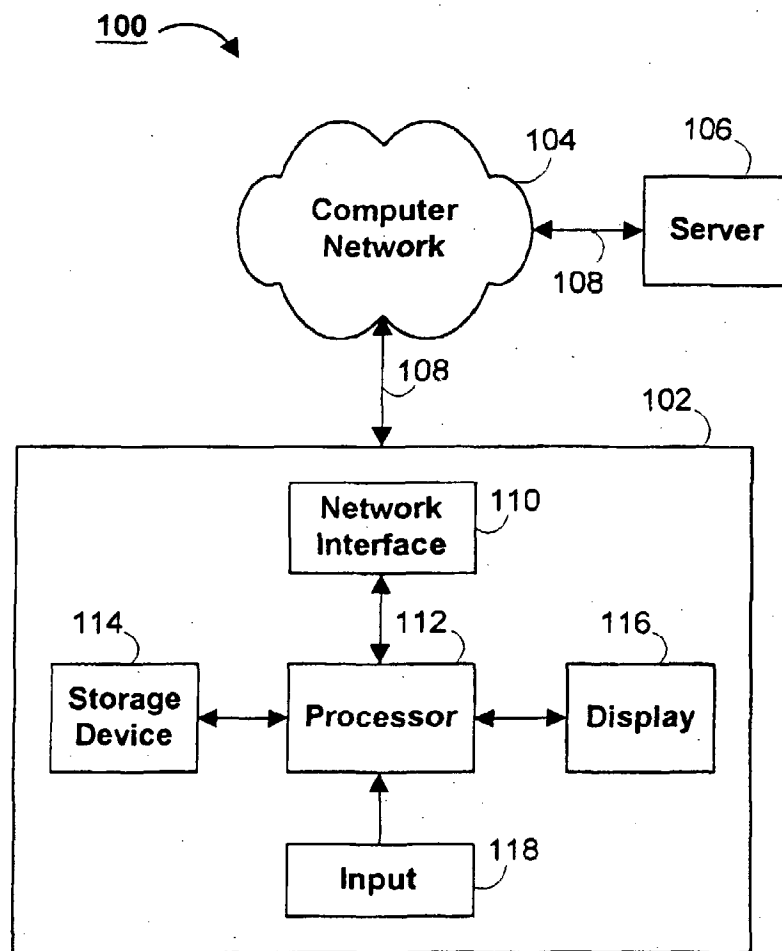 100
104
106
Computer
Network
Server
108
108
102
Network
Interface
110
114
112
116
Storage
Device
Processor
Display
Input
118